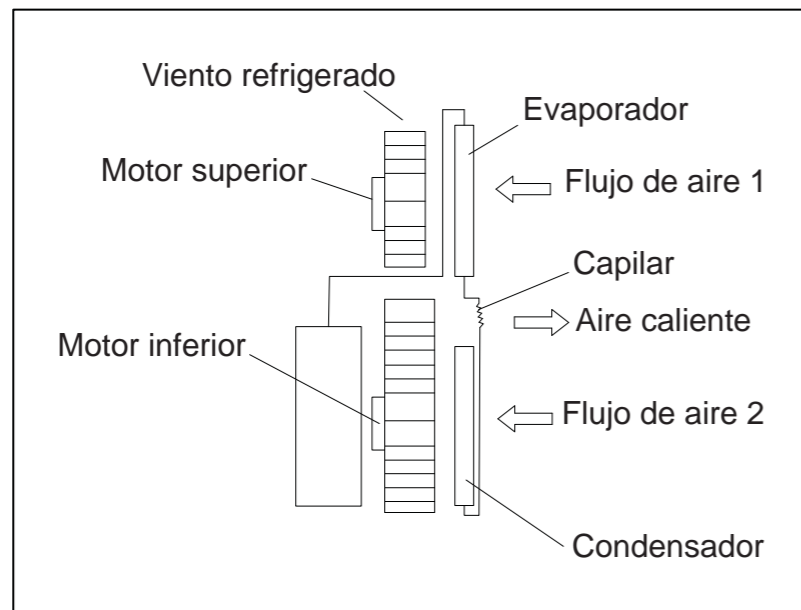 Viento refrigerado
Evaporador
Motor superior
Flujo de aire 1
Capilar
Aire caliente
Motor inferior
Flujo de aire 2
Condensador